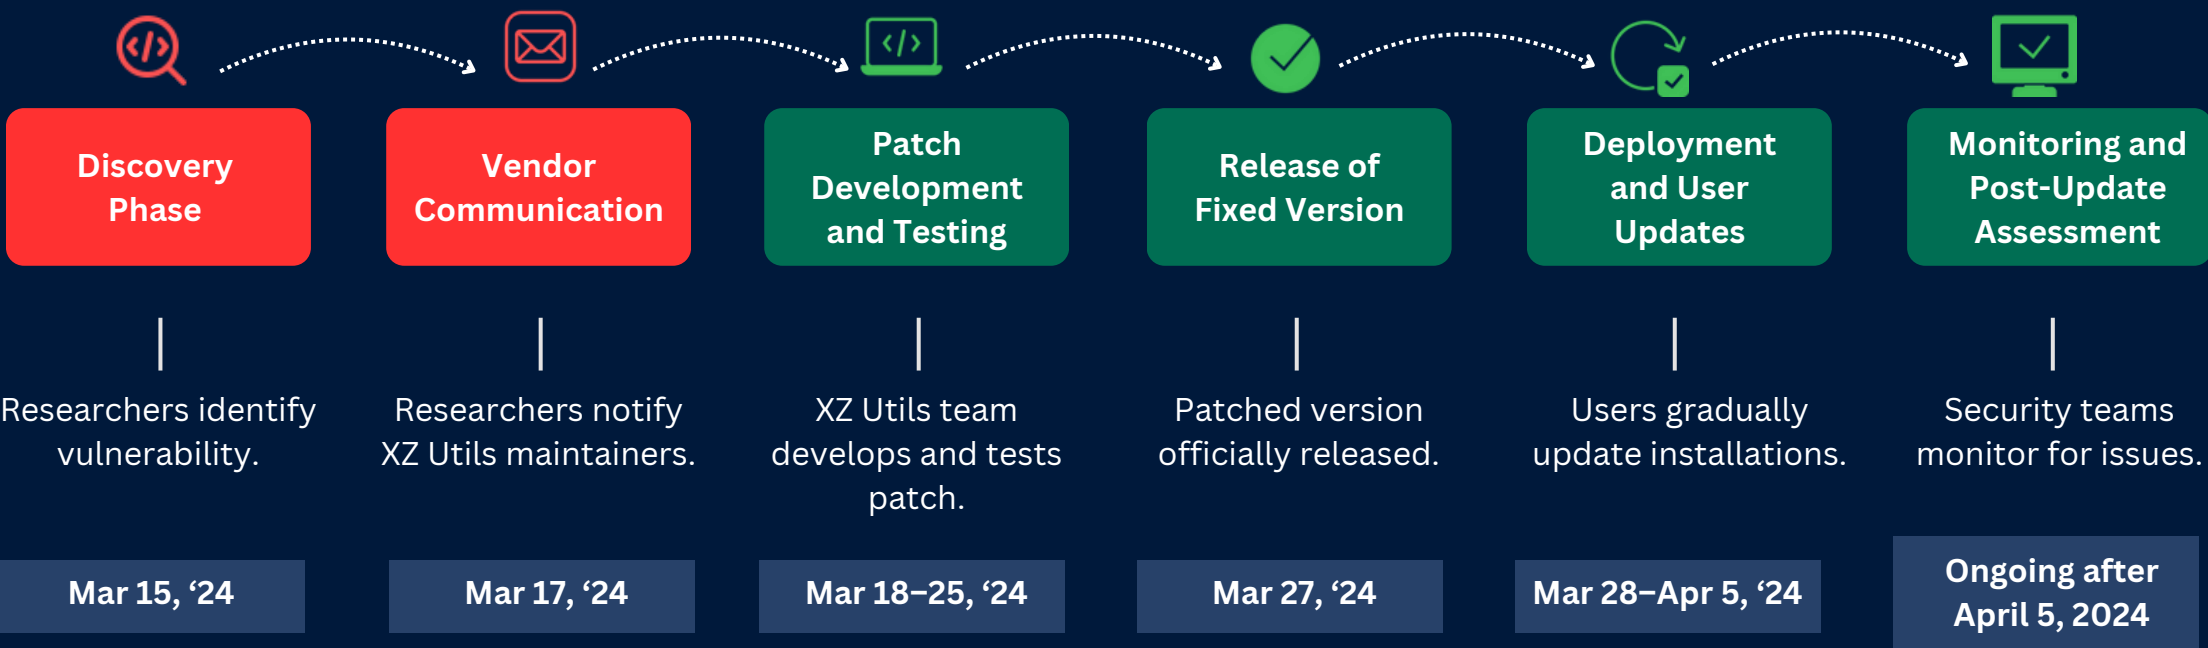 Discovery
Phase
Vendor
Communication
Patch
Development
and Testing
Release of
Fixed Version
Deployment
and User
Updates
Monitoring and
Post-Update
Assessment
Researchers identify
vulnerability.
Researchers notify
XZ Utils maintainers.
XZ Utils team
develops and tests
patch.
Patched version
officially released.
Users gradually
update installations.
Security teams
monitor for issues.
Mar 15, ‘24
Mar 17, ‘24
Mar 18–25, ‘24
Mar 27, ‘24
Mar 28–Apr 5, ‘24
Ongoing after
April 5, 2024